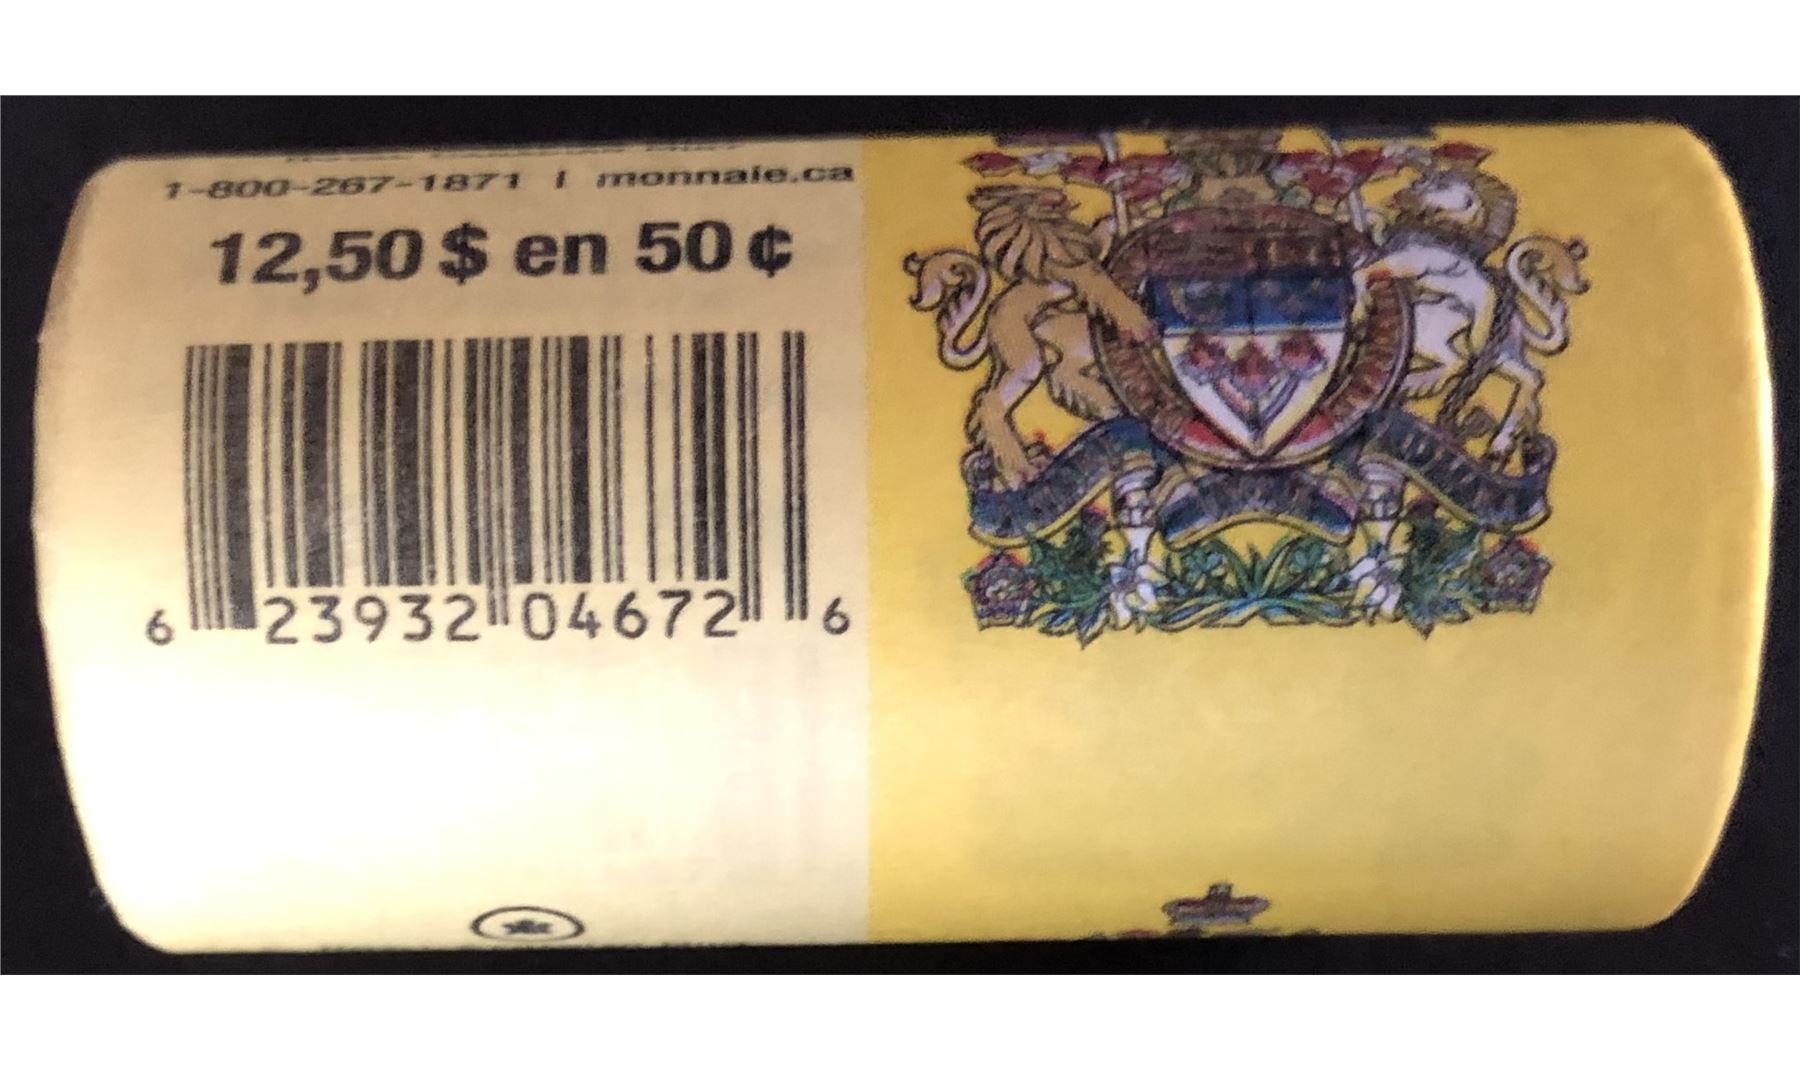 1-800-267-1871 | monnaie.ca
12,50 $ en 50 ¢
6 23932 04672 6